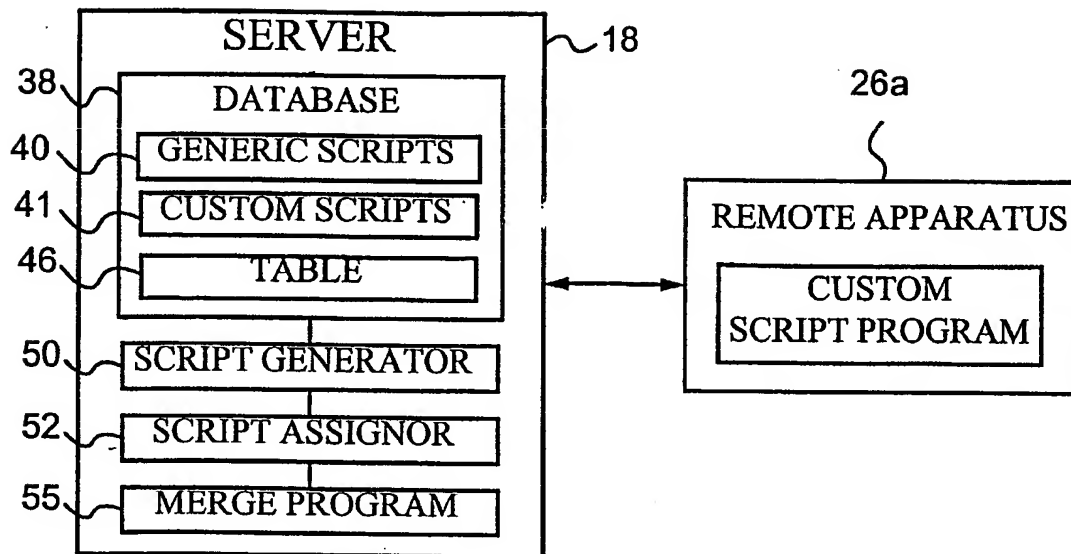 SERVER
18
38
DATABASE
40
GENERIC SCRIPTS
41
CUSTOM SCRIPTS
46
TABLE
50
SCRIPT GENERATOR
52
SCRIPT ASSIGNOR
55
MERGE PROGRAM
26a
REMOTE APPARATUS
CUSTOM
SCRIPT PROGRAM